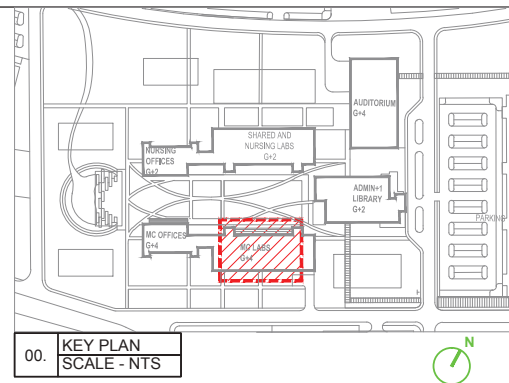 AUDITORIUM
G+4
SHARED AND
NURSING LABS
G+2
NURSING
OFFICES
G+2
ADMIN+1
LIBRARY
G+2
PARKING
MC OFFICES
G+4
MC LABS
G+4
00.
KEY PLAN
SCALE - NTS
N